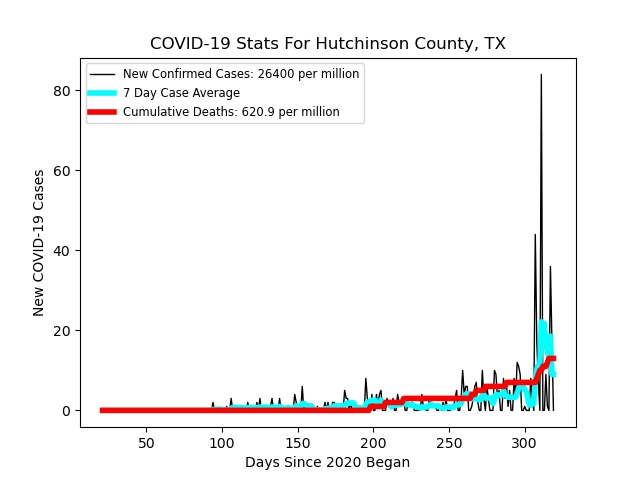 COVID-19 Stats For Hutchinson County, TX
New Confirmed Cases: 26400 per million
7 Day Case Average
Cumulative Deaths: 620.9 per million
New COVID-19 Cases
80
60
40
20
0
50 100 150 200 250 300
Days Since 2020 Began